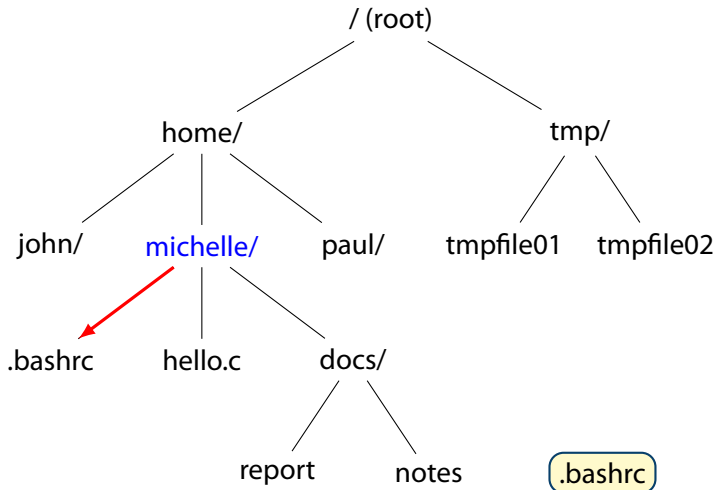 / (root)
home/ tmp/
john/ michelle/ paul/ tmpfile01 tmpfile02
.bashrc hello.c docs/
report notes .bashrc